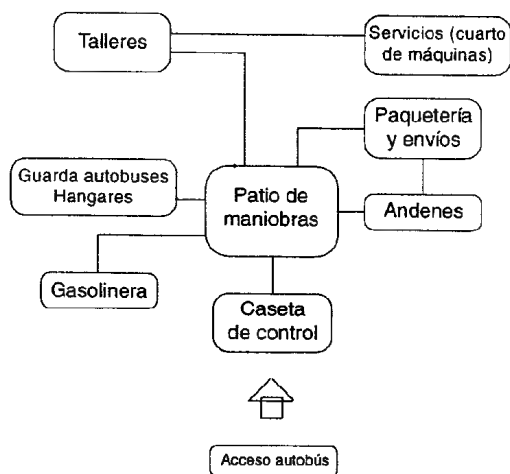 Talleres
Servicios (cuarto
de máquinas)
Paquetería
y envíos
Guarda autobuses
Hangares
Patio de
maniobras
Andenes
Gasolinera
Caseta
de control
Acceso autobús